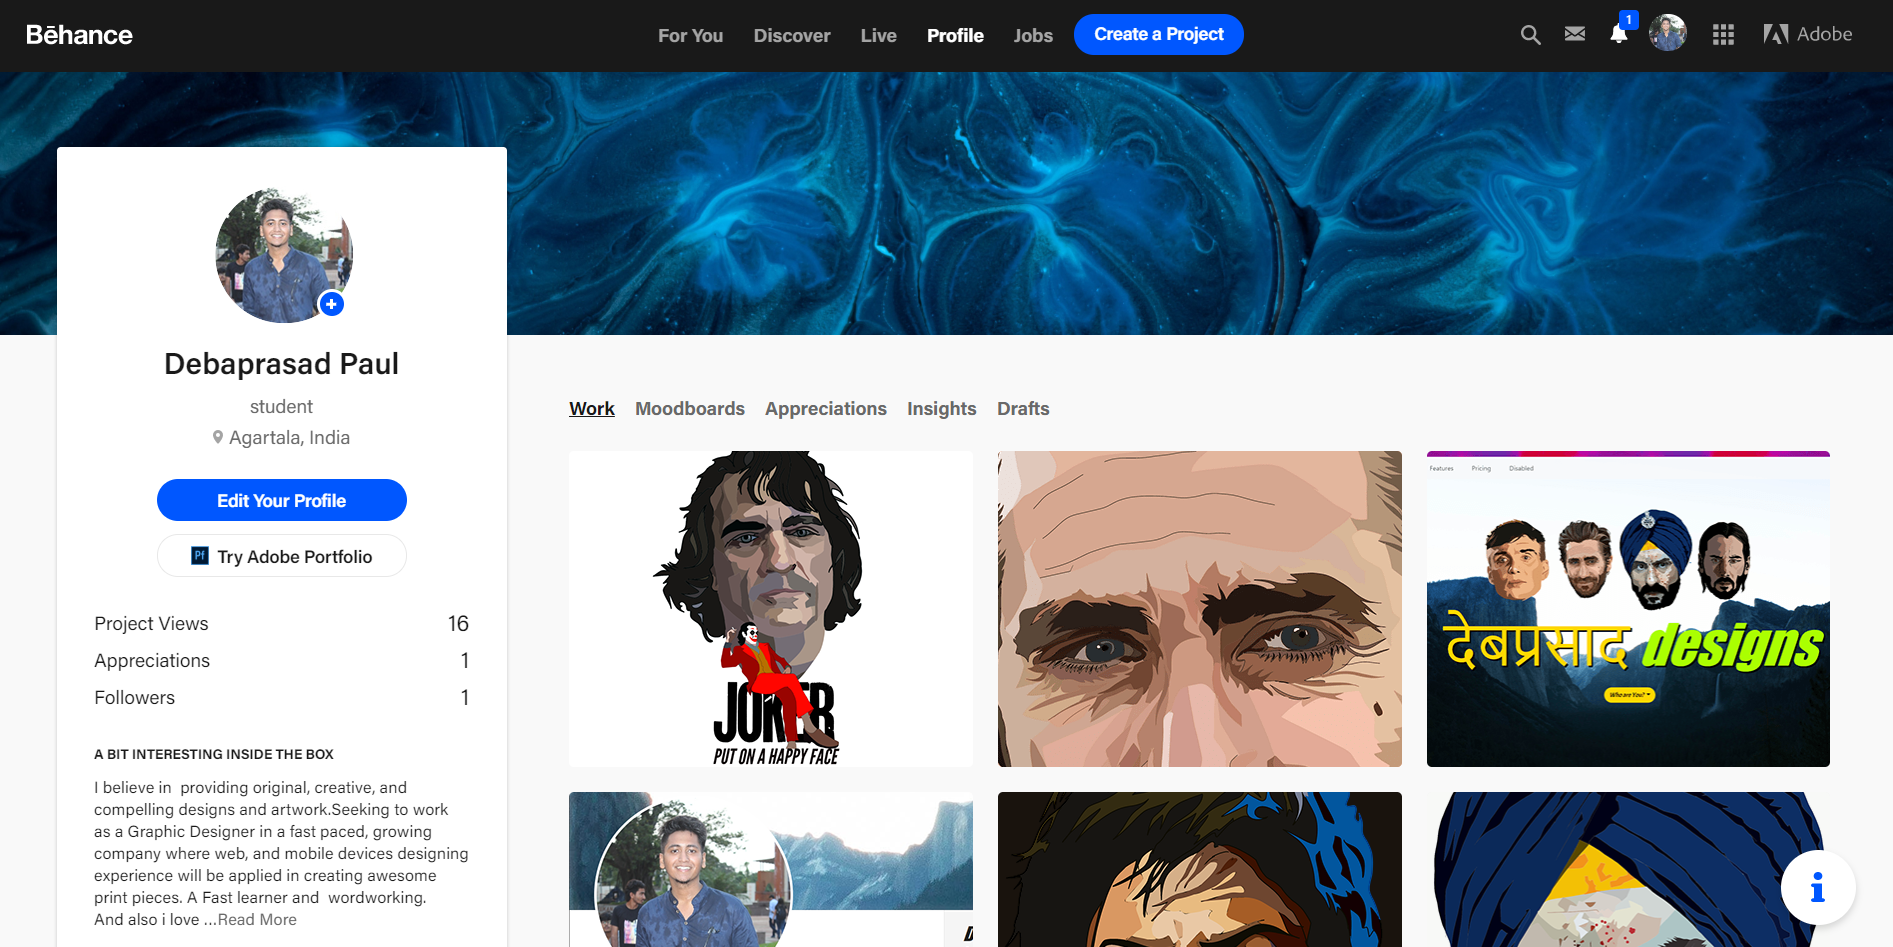 Bēhance
For You Discover Live Profile Jobs Create a Project
1
Adobe
Debaprasad Paul
student
Agartala, India
Edit Your Profile
Pf Try Adobe Portfolio
Project Views 16
Appreciations 1
Followers 1
A BIT INTERESTING INSIDE THE BOX
I believe in providing original, creative, and
compelling designs and artwork.Seeking to work
as a Graphic Designer in a fast paced, growing
company where web, and mobile devices designing
experience will be applied in creating awesome
print pieces. A Fast learner and wordworking.
And also i love ...Read More
Work Moodboards Appreciations Insights Drafts
JOKER
PUT ON A HAPPY FACE
Features Pricing Disabled
देबप्रसाद designs
Who are You?
i